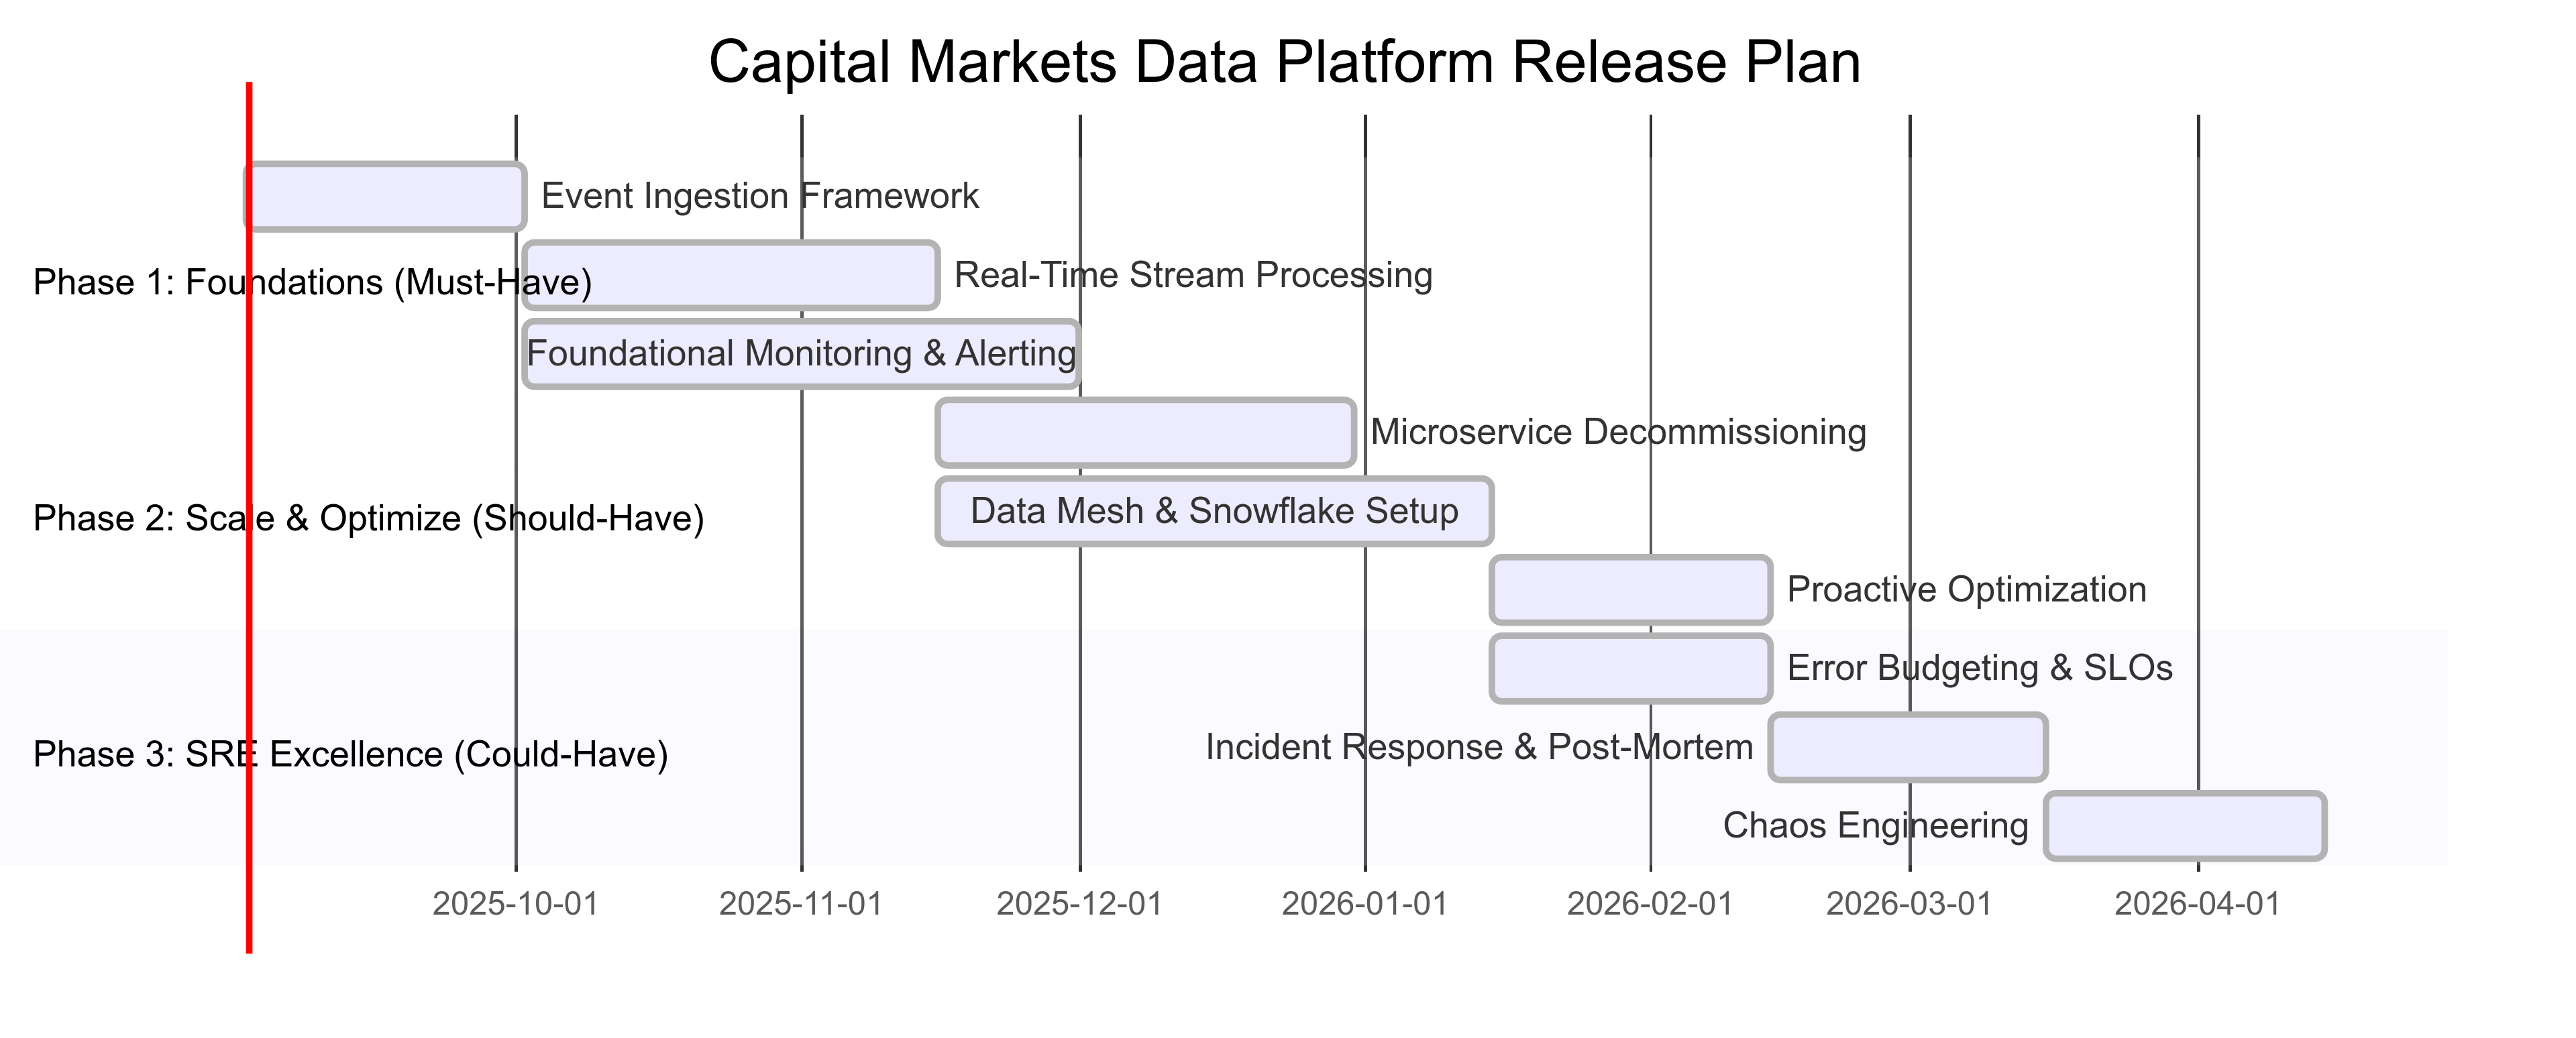 Capital Markets Data Platform Release Plan
Event Ingestion Framework
Phase 1: Foundations (Must-Have)
Real-Time Stream Processing
Foundational Monitoring & Alerting
Microservice Decommissioning
Phase 2: Scale & Optimize (Should-Have)
Data Mesh & Snowflake Setup
Proactive Optimization
Error Budgeting & SLOs
Phase 3: SRE Excellence (Could-Have)
Incident Response & Post-Mortem
Chaos Engineering
2025-10-01
2025-11-01
2025-12-01
2026-01-01
2026-02-01
2026-03-01
2026-04-01